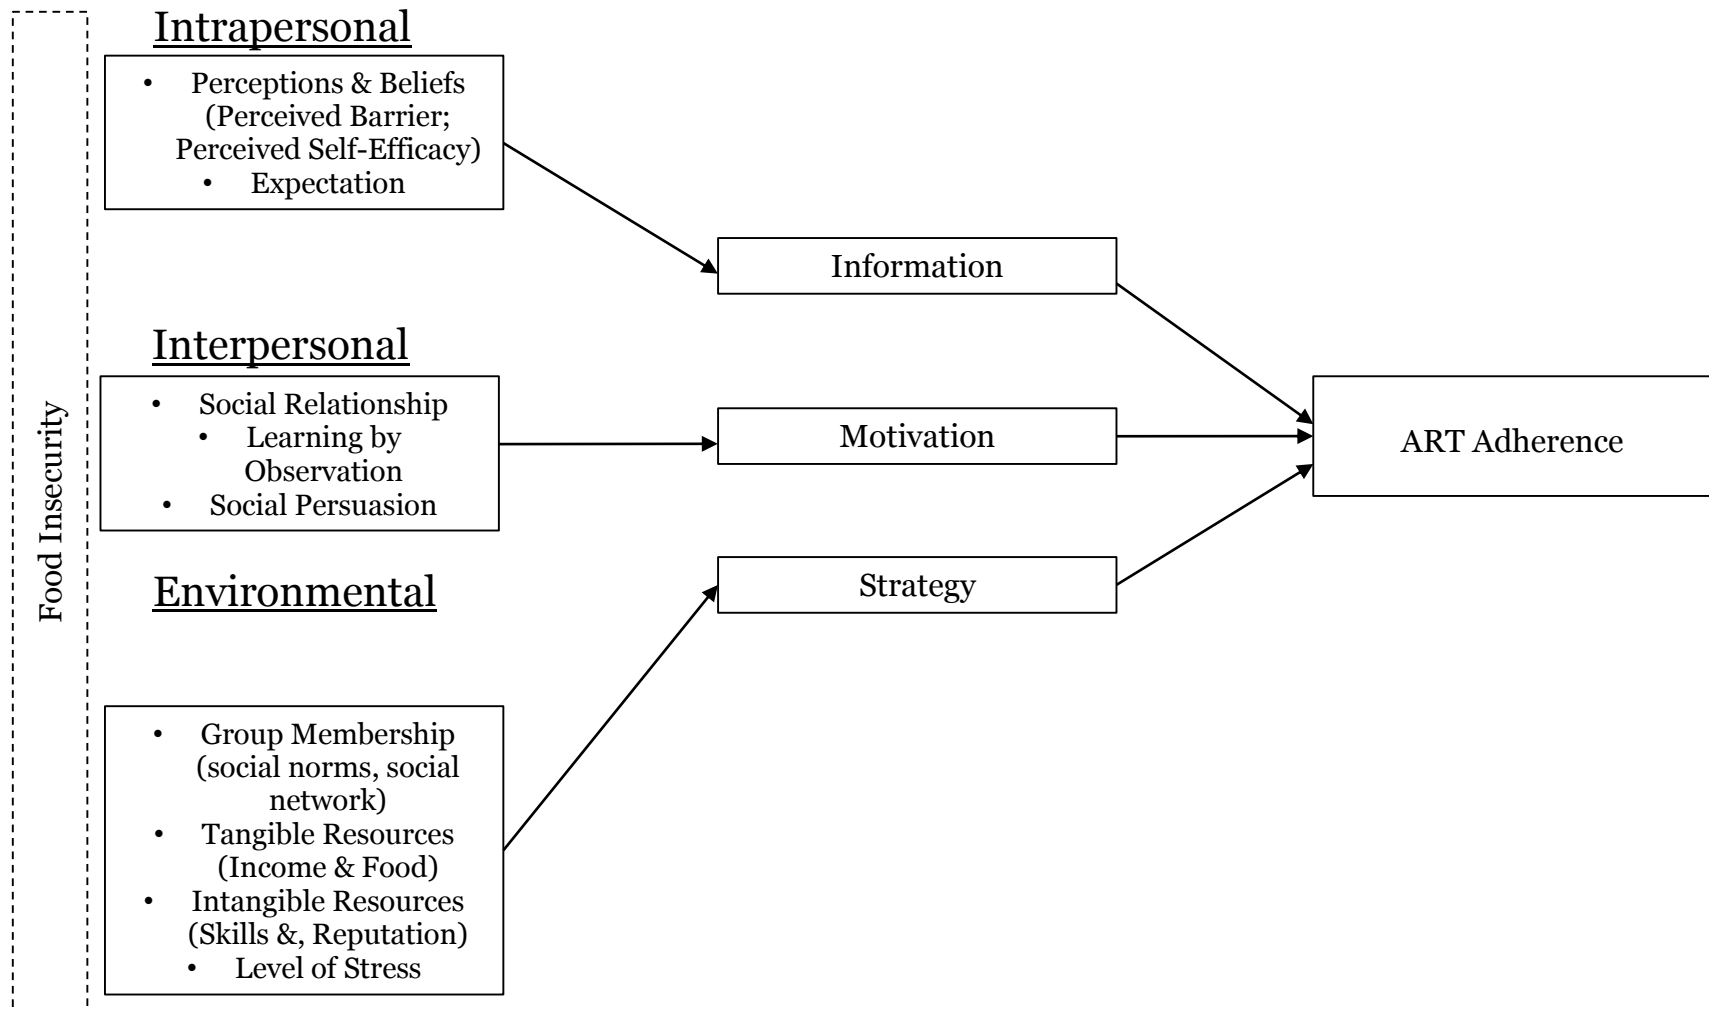 Food Insecurity
Intrapersonal
• Perceptions & Beliefs
(Perceived Barrier;
Perceived Self-Efficacy)
• Expectation
Information
Interpersonal
• Social Relationship
• Learning by
Observation
• Social Persuasion
Motivation
ART Adherence
Environmental
Strategy
• Group Membership
(social norms, social
network)
• Tangible Resources
(Income & Food)
• Intangible Resources
(Skills &, Reputation)
• Level of Stress